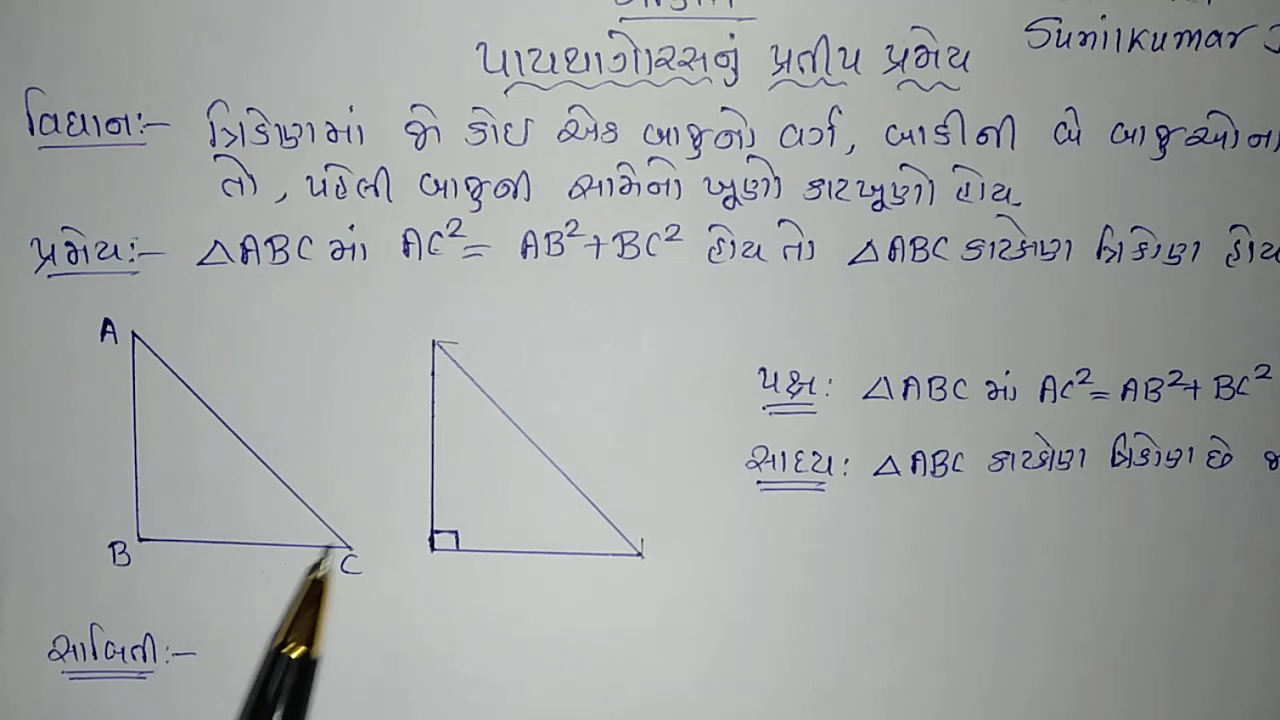 પાયથાગોરસનું પ્રતીપ પ્રમેય
Sunilkumar
વિધાન:- ત્રિકોણમાં જો કોઇ એક બાજુનો વર્ગ, બાકીની બે બાજુઓના
તો, પહેલી બાજુની સામેનો ખૂણો કાટખૂણો હોય.
પ્રમેય:- △ABC માં AC²= AB²+BC² હોય તો △ABC કાટકોણ ત્રિકોણ હોય
A
B
C
પક્ષ: △ABC માં AC²=AB²+BC²
સાધ્ય: △ABC કાટકોણ ત્રિકોણ છે
સાબિતી:-